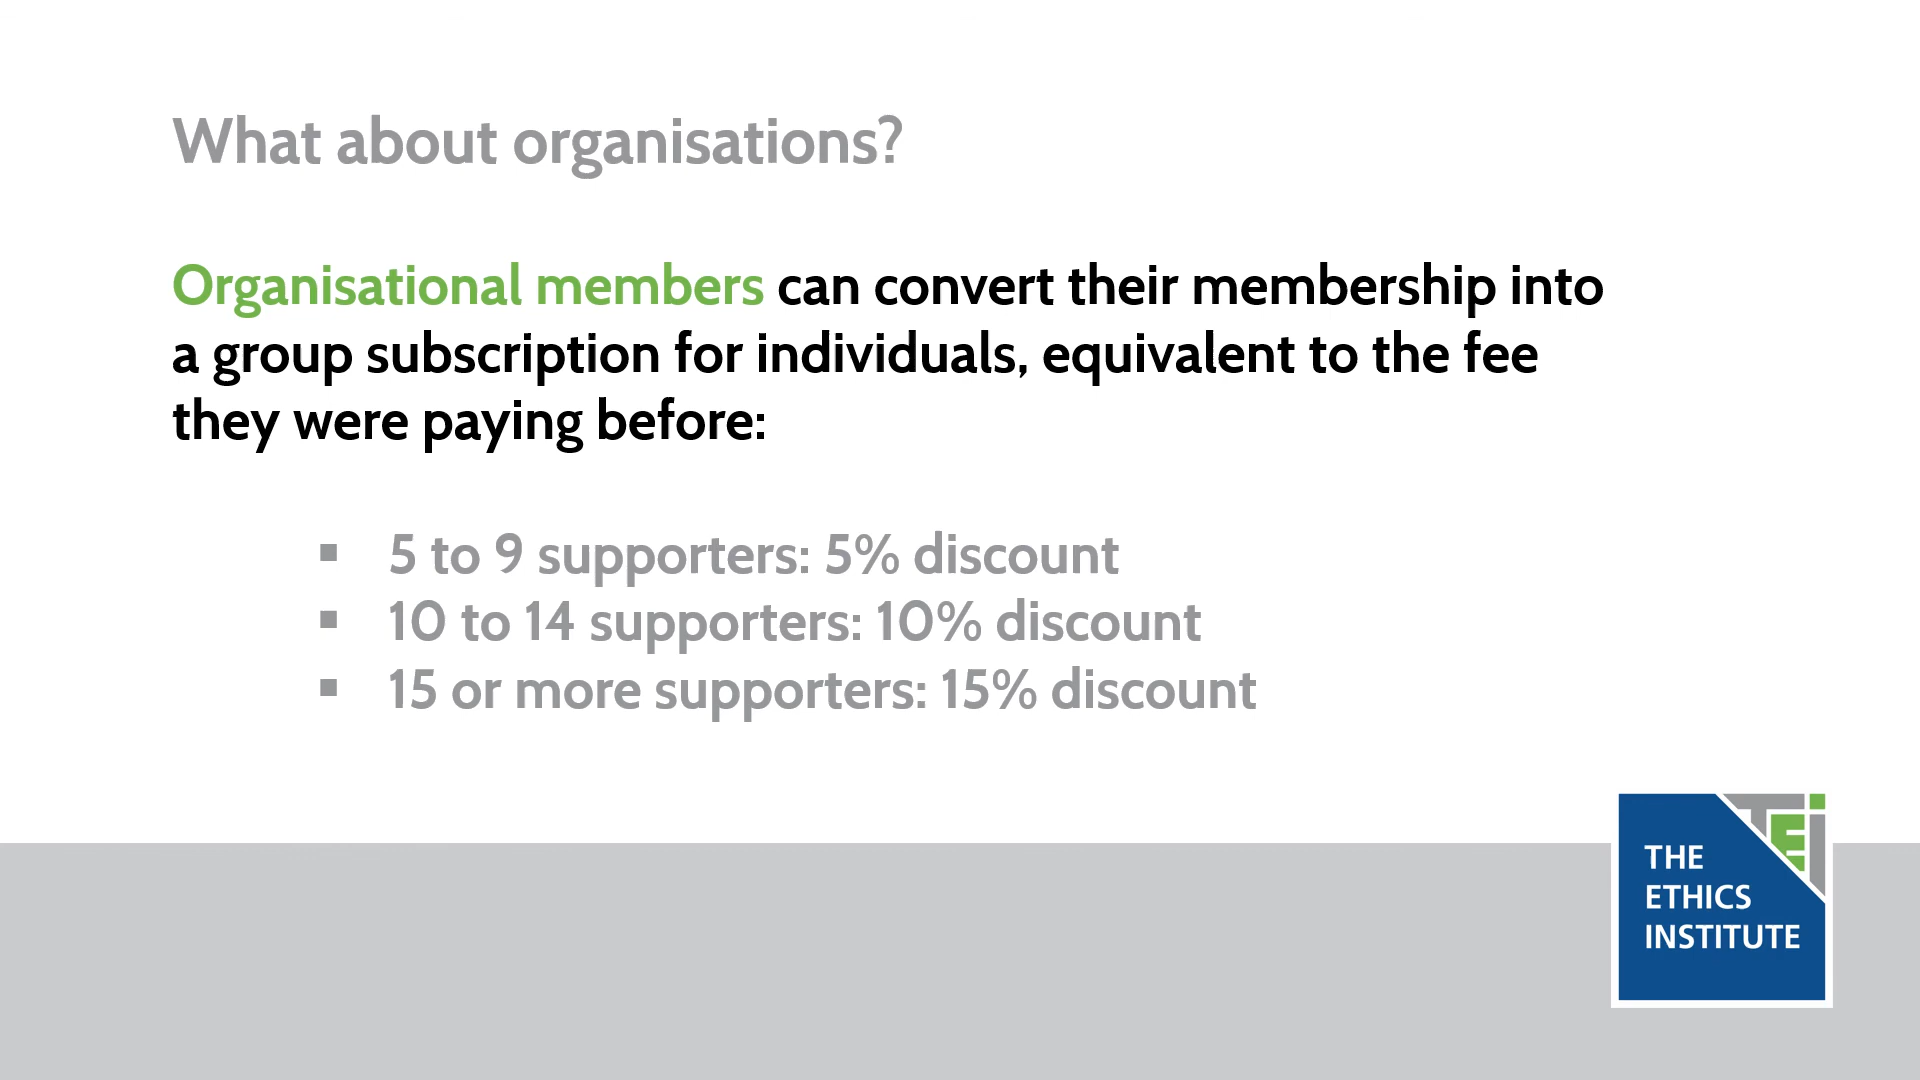 What about organisations?
Organisational members can convert their membership into
a group subscription for individuals, equivalent to the fee
they were paying before:
▪ 5 to 9 supporters: 5% discount
▪ 10 to 14 supporters: 10% discount
▪ 15 or more supporters: 15% discount
TEi
THE
ETHICS
INSTITUTE